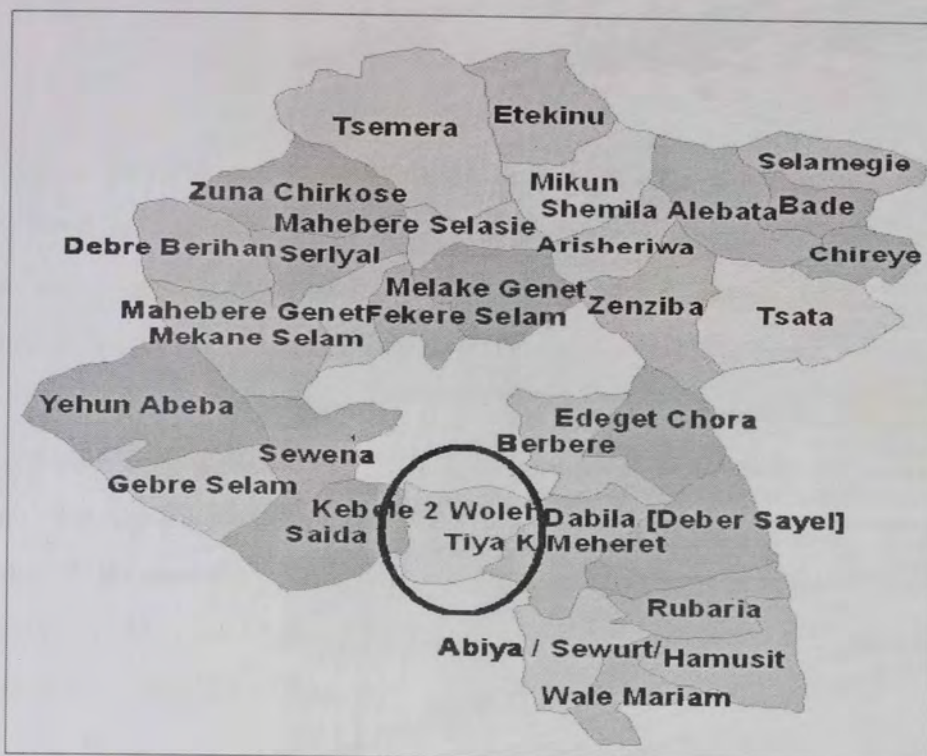 Etekinu
Tsemera
Selamegie
Mikun
Zuna Chirkose
Shemila Alebata
Bade
Mahebere Selasie
Debre Berihan
Serlyal
Arisheriwa
Chireye
Melake Genet
Mahebere Genet
Fekere Selam
Zenziba
Tsata
Mekane Selam
Yehun Abeba
Edeget Chora
Berbere
Sewena
Gebre Selam
Kebele 2 Woleh
Dabila [Deber Sayel]
Saida
Tiya K Meheret
Rubaria
Abiya / Sewurt/
Hamusit
Wale Mariam